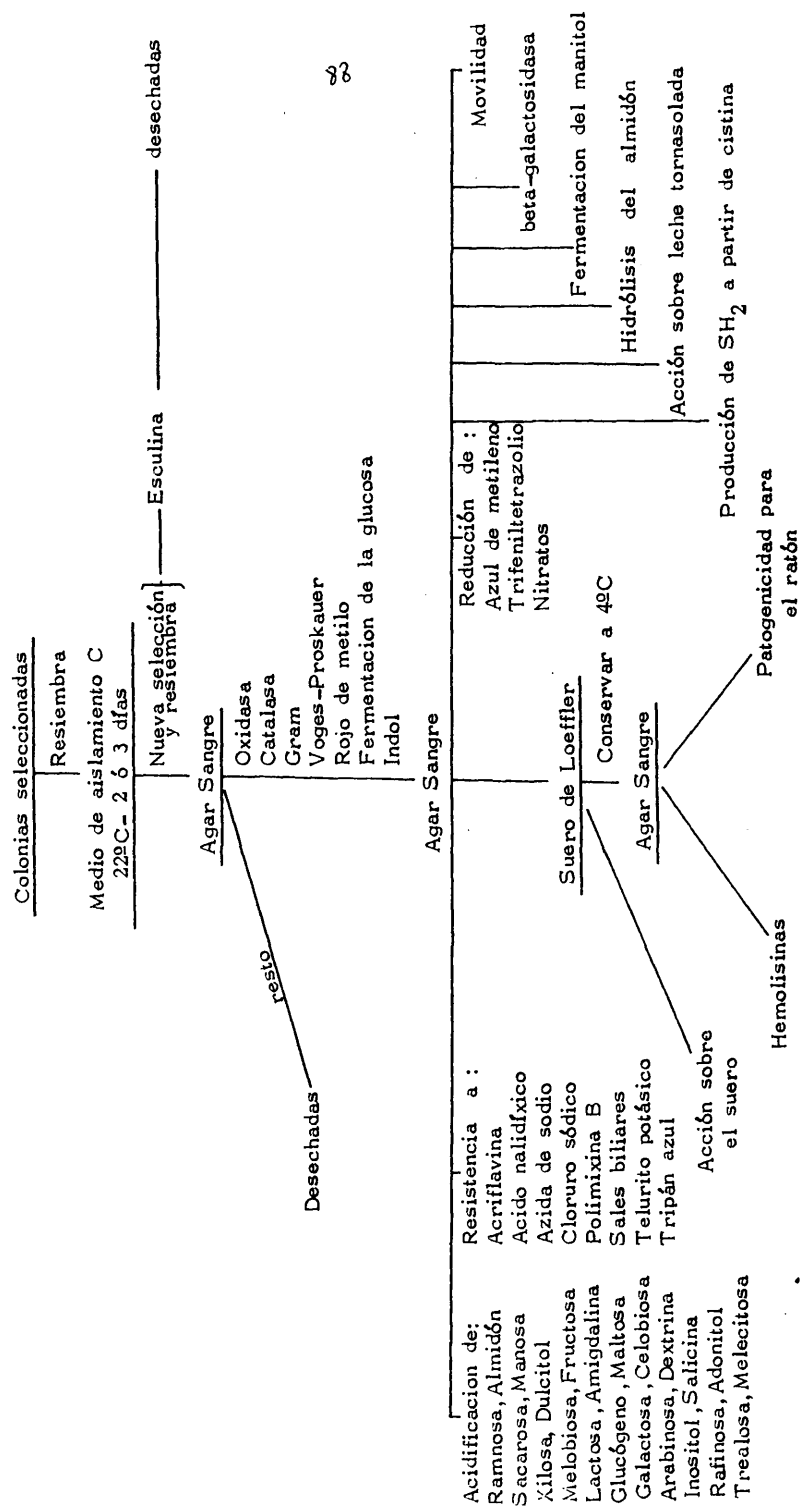 88
Colonias seleccionadas
Resiembra
Medio de aislamiento C
22ºC- 2 ó 3 días
Nueva selección
y resiembra
Esculina
desechadas
Agar Sangre
resto
Desechadas
Oxidasa
Catalasa
Gram
Voges-Proskauer
Rojo de metilo
Fermentacion de la glucosa
Indol
Agar Sangre
Acidificacion de:
Ramnosa, Almidón
Sacarosa, Manosa
Xilosa, Dulcitol
Melobiosa, Fructosa
Lactosa, Amigdalina
Glucógeno, Maltosa
Galactosa, Celobiosa
Arabinosa, Dextrina
Inositol, Salicina
Rafinosa, Adonitol
Trealosa, Melecitosa
Resistencia a :
Acriflavina
Acido nalidíxico
Azida de sodio
Cloruro sódico
Polimixina B
Sales biliares
Telurito potásico
Tripán azul
Suero de Loeffler
Conservar a 4ºC
Agar Sangre
Acción sobre
el suero
Hemolisinas
Patogenicidad para
el ratón
Reducción de :
Azul de metileno
Trifeniltetrazolio
Nitratos
Producción de SH2 a partir de cistina
Acción sobre leche tornasolada
Hidrólisis del almidón
Fermentacion del manitol
beta-galactosidasa
Movilidad